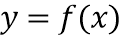 y = f(x)